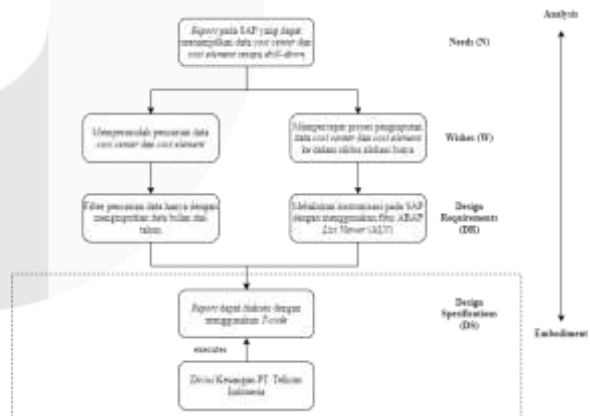 Analysis
Report pada SAP yang dapat
menampilkan data cost center dan
cost element secara drill-down
Needs (N)
Mempermudah pencarian data
cost center dan cost element
Mempercepat proses penginputan
data cost center dan cost element
ke dalam siklus alokasi biaya
Wishes (W)
Filter pencarian data hanya dengan
menginputkan data bulan dan
tahun
Melakukan kustomisasi pada SAP
dengan menggunakan fitur ABAP
List Viewer (ALV)
Design
Requirements
(DR)
Report dapat diakses dengan
menggunakan T-code
Design
Specifications
(DS)
Embodiment
executes
Divisi Keuangan PT. Telkom
Indonesia